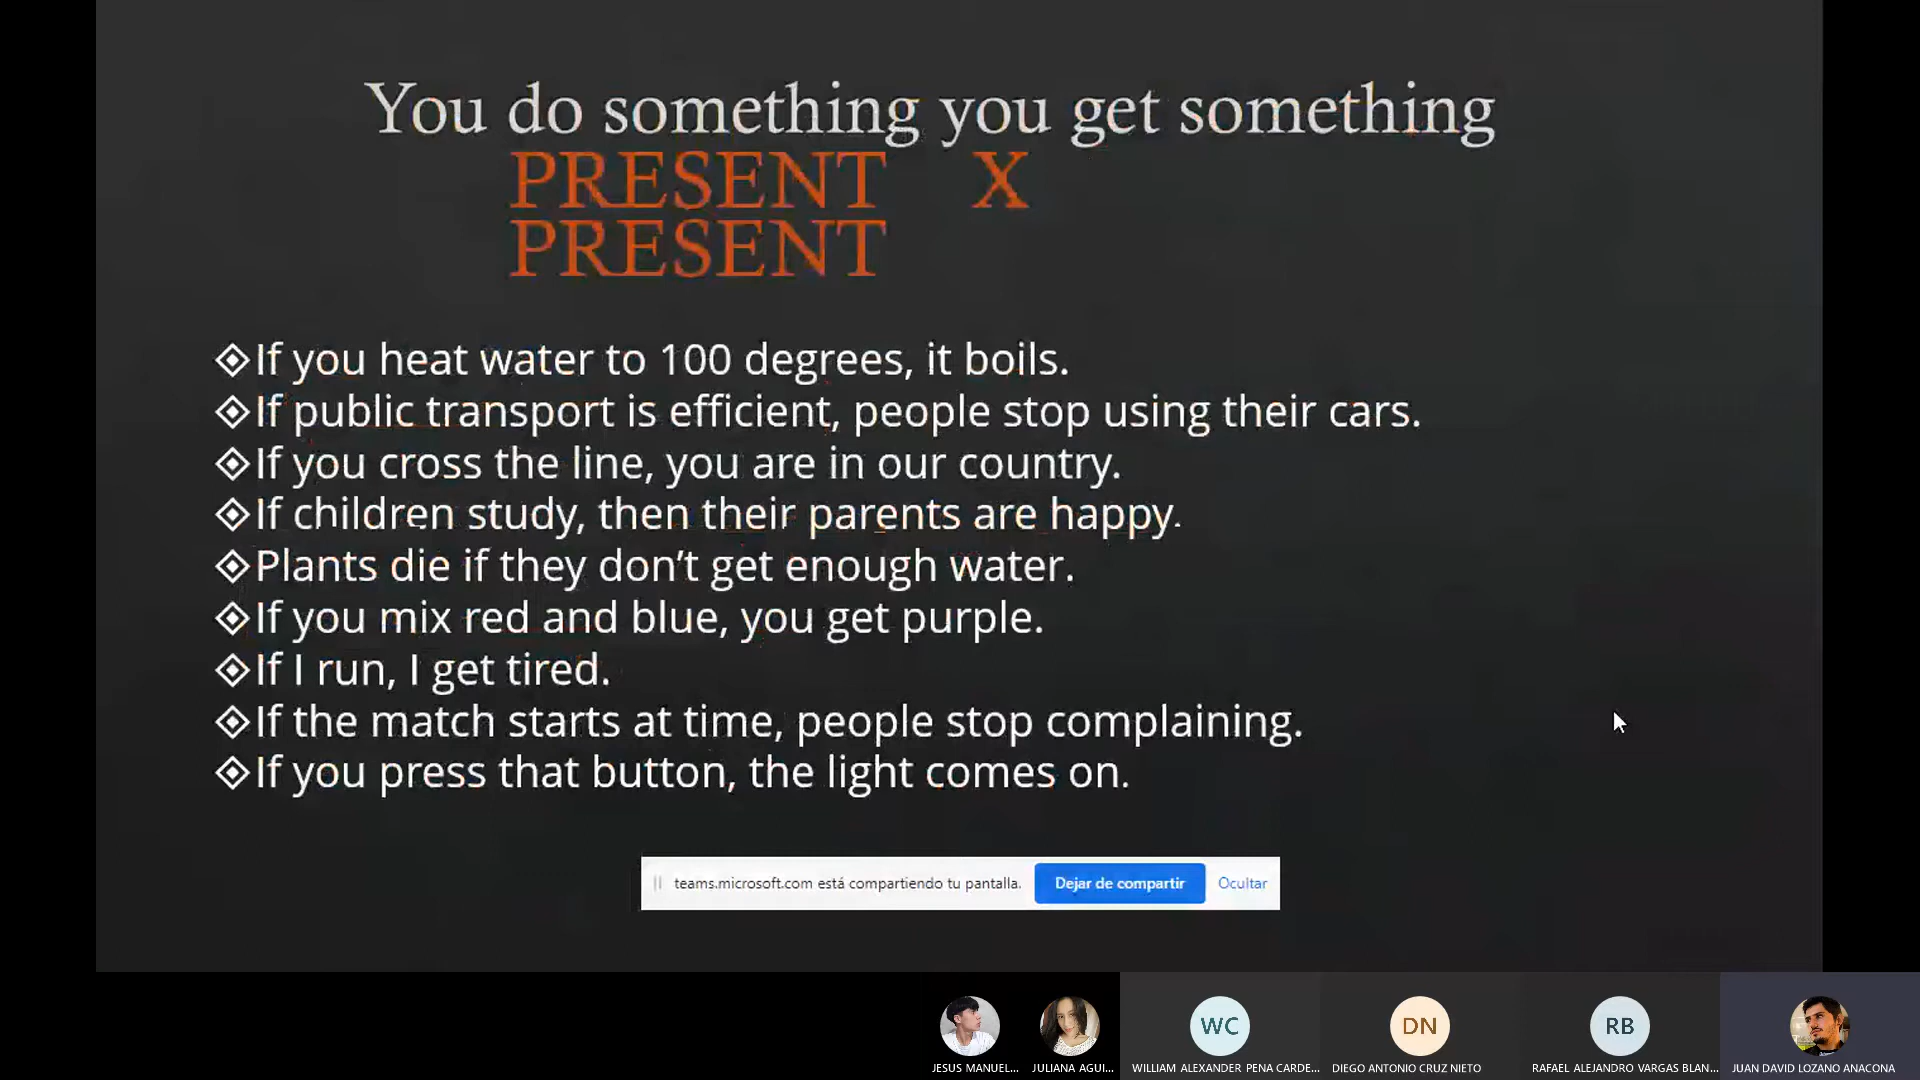 You do something you get something
PRESENT X
PRESENT
If you heat water to 100 degrees, it boils.
If public transport is efficient, people stop using their cars.
If you cross the line, you are in our country.
If children study, then their parents are happy.
Plants die if they don’t get enough water.
If you mix red and blue, you get purple.
If I run, I get tired.
If the match starts at time, people stop complaining.
If you press that button, the light comes on.
teams.microsoft.com está compartiendo tu pantalla. Dejar de compartir Ocultar
WC DN RB
JESUS MANUEL... JULIANA AGUI... WILLIAM ALEXANDER PENA CARDE... DIEGO ANTONIO CRUZ NIETO RAFAEL ALEJANDRO VARGAS BLAN... JUAN DAVID LOZANO ANACONA